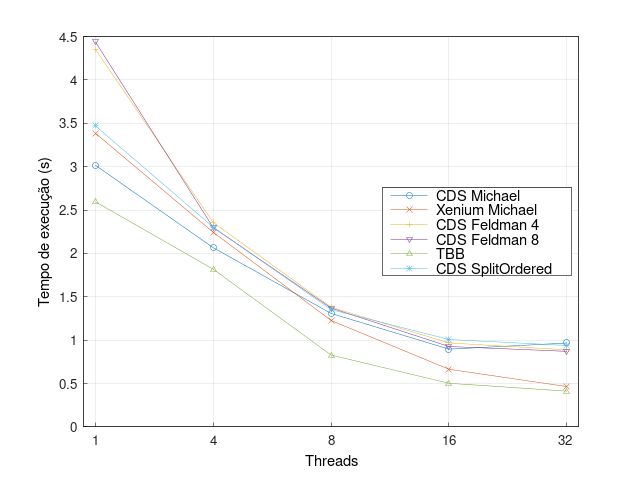 4.5
4
3.5
3
2.5
2
1.5
1
0.5
0
Tempo de execução (s)
CDS Michael
Xenium Michael
CDS Feldman 4
CDS Feldman 8
TBB
CDS SplitOrdered
1 4 8 16 32
Threads